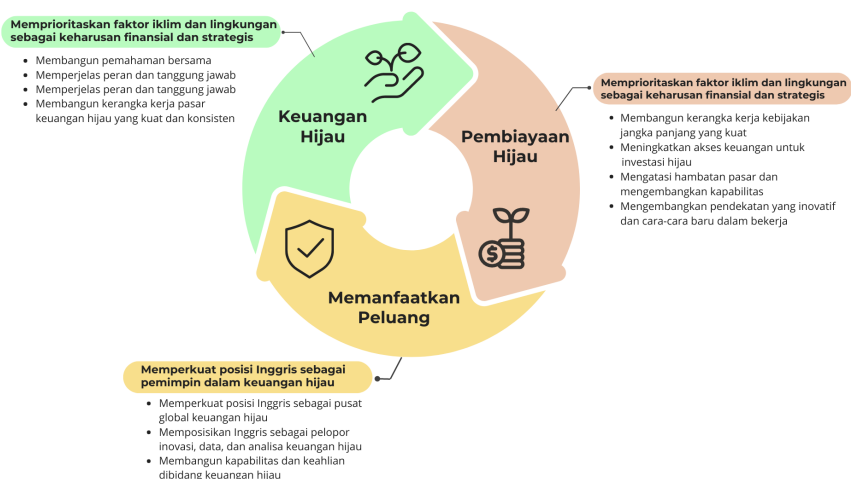 Memprioritaskan faktor iklim dan lingkungan
sebagai keharusan finansial dan strategis
Membangun pemahaman bersama
Memperjelas peran dan tanggung jawab
Memperjelas peran dan tanggung jawab
Membangun kerangka kerja pasar
keuangan hijau yang kuat dan konsisten
Keuangan
Hijau
Pembiayaan
Hijau
Memprioritaskan faktor iklim dan lingkungan
sebagai keharusan finansial dan strategis
Membangun kerangka kerja kebijakan
jangka panjang yang kuat
Meningkatkan akses keuangan untuk
investasi hijau
Mengatasi hambatan pasar dan
mengembangkan kapabilitas
Mengembangkan pendekatan yang inovatif
dan cara-cara baru dalam bekerja
$
Memanfaatkan
Peluang
Memperkuat posisi Inggris sebagai
pemimpin dalam keuangan hijau
Memperkuat posisi Inggris sebagai pusat
global keuangan hijau
Memposisikan Inggris sebagai pelopor
inovasi, data, dan analisa keuangan hijau
Membangun kapabilitas dan keahlian
dibidang keuangan hijau